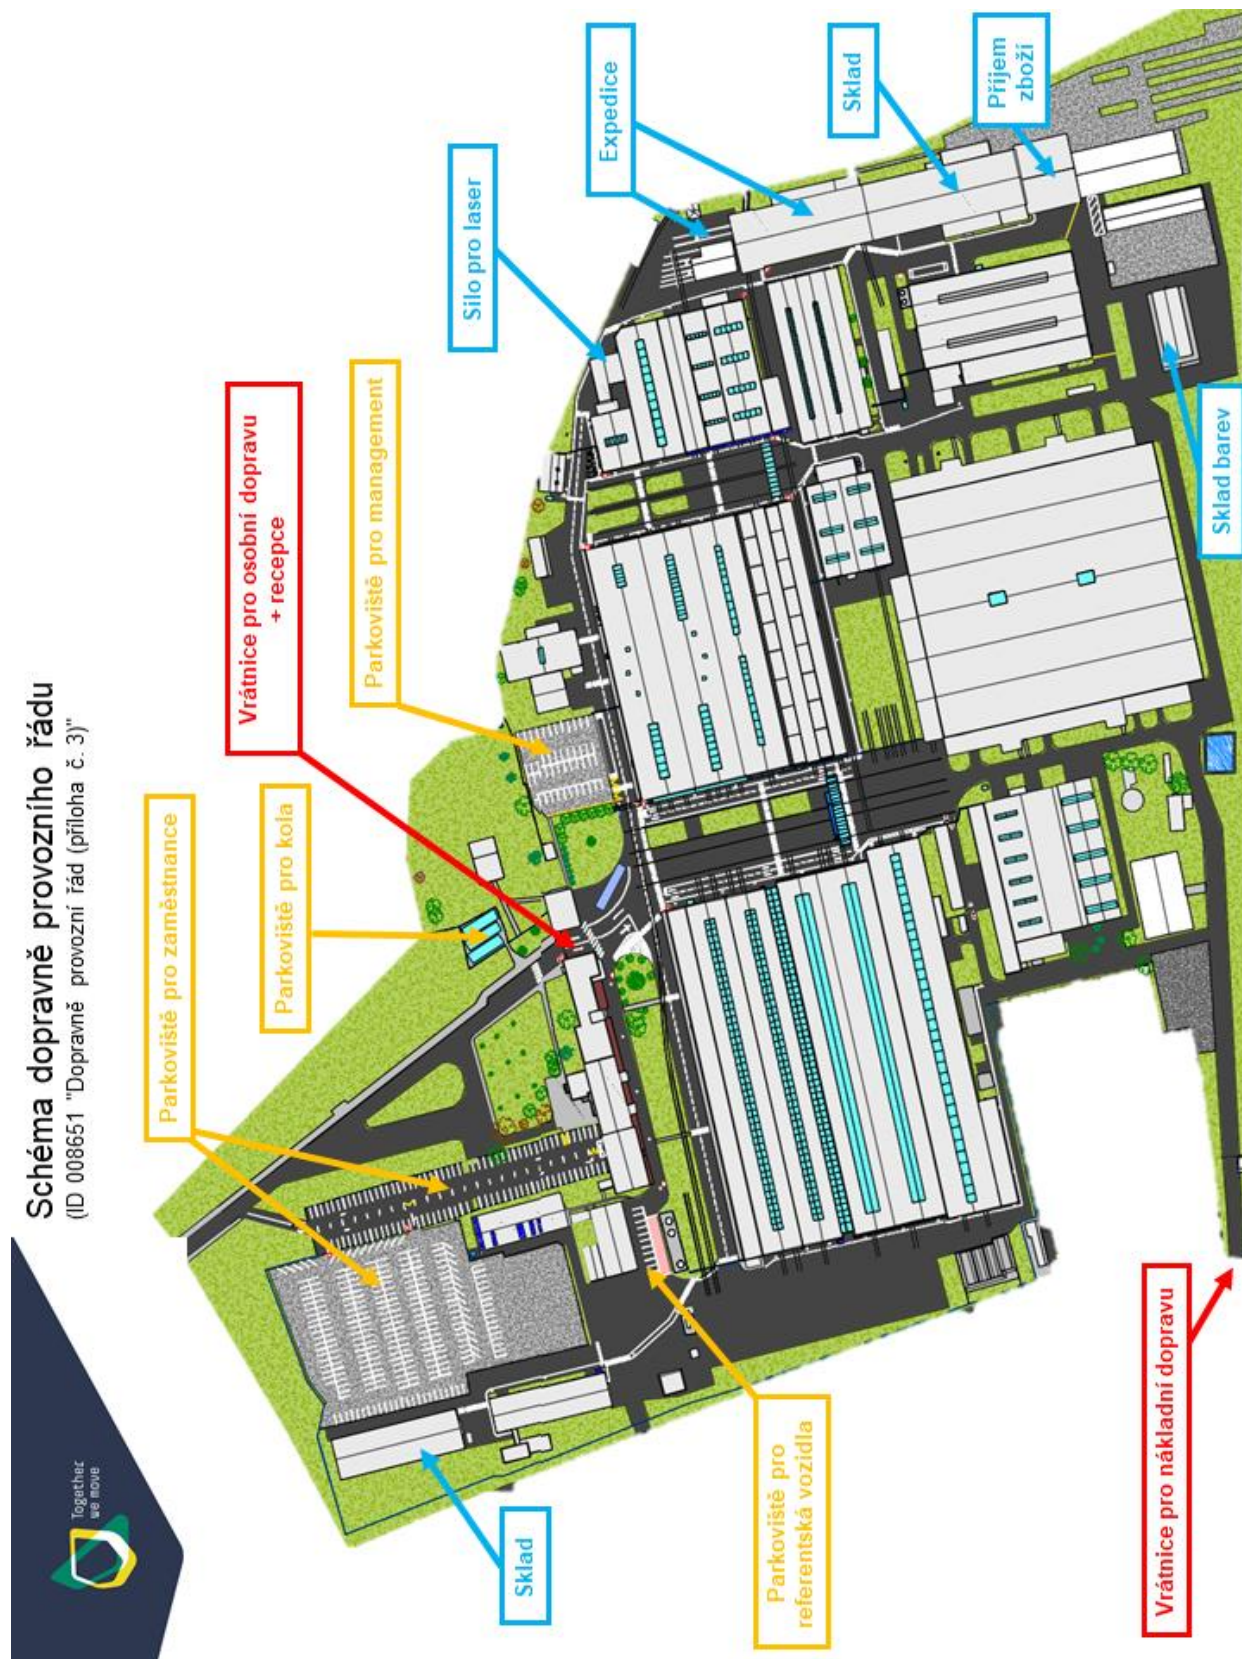 Schéma dopravně provozního řádu
(ID 008651 "Dopravně provozní řád (příloha č. 3)"
Together
we move
Parkoviště pro zaměstnance
Parkoviště pro kola
Vrátnice pro osobní dopravu
+ recepce
Parkoviště pro management
Silo pro laser
Expedice
Sklad
Příjem
zboží
Sklad
Parkoviště pro
referentská vozidla
Vrátnice pro nákladní dopravu
Sklad barev